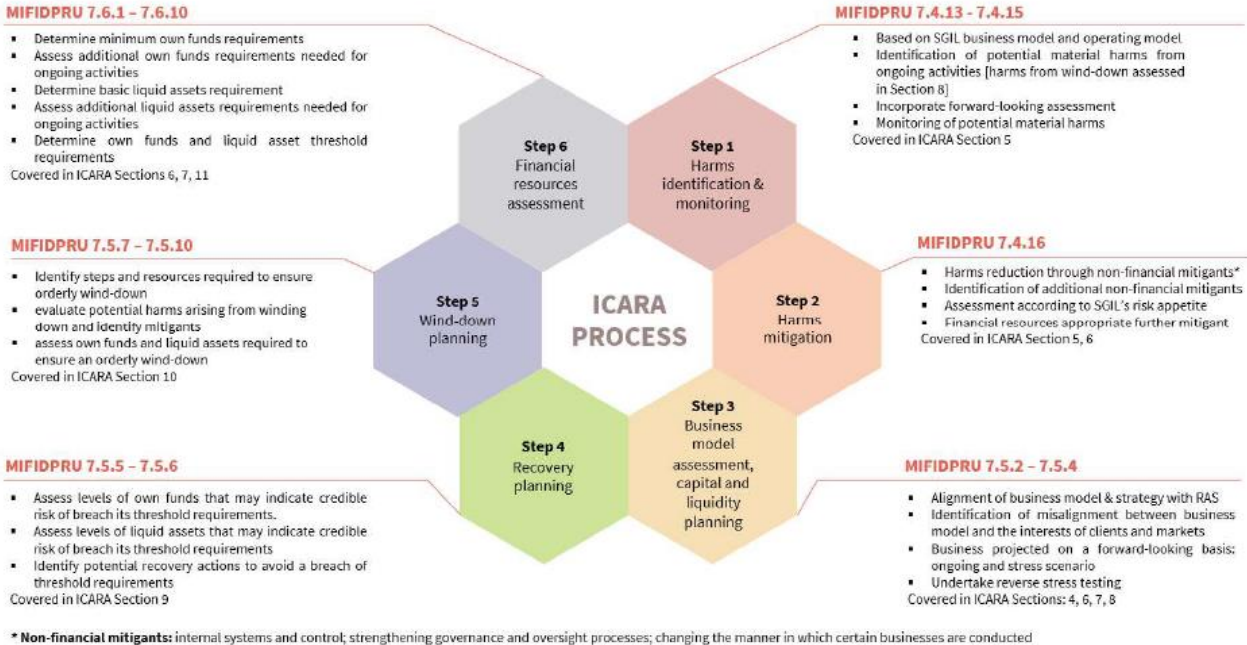 MIFIDPRU 7.6.1 – 7.6.10
▪ Determine minimum own funds requirements
▪ Assess additional own funds requirements needed for
ongoing activities
▪ Determine basic liquid assets requirement
▪ Assess additional liquid assets requirements needed for
ongoing activities
▪ Determine own funds and liquid asset threshold
requirements
Covered in ICARA Sections 6, 7, 11
MIFIDPRU 7.4.13 - 7.4.15
▪ Based on SGIL business model and operating model
▪ Identification of potential material harms from
ongoing activities [harms from wind-down assessed
in Section 8]
▪ Incorporate forward-looking assessment
▪ Monitoring of potential material harms
Covered in ICARA Section 5
Step 6
Financial
resources
assessment
Step 1
Harms
identification &
monitoring
MIFIDPRU 7.5.7 – 7.5.10
▪ Identify steps and resources required to ensure
orderly wind-down
▪ evaluate potential harms arising from winding
down and identify mitigants
▪ assess own funds and liquid assets required to
ensure an orderly wind-down
Covered in ICARA Section 10
Step 5
Wind-down
planning
ICARA
PROCESS
Step 2
Harms
mitigation
MIFIDPRU 7.4.16
▪ Harms reduction through non-financial mitigants*
▪ Identification of additional non-financial mitigants
▪ Assessment according to SGIL's risk appetite
▪ Financial resources appropriate further mitigant
Covered in ICARA Section 5, 6
Step 4
Recovery
planning
Step 3
Business
model
assessment,
capital and
liquidity
planning
MIFIDPRU 7.5.5 – 7.5.6
▪ Assess levels of own funds that may indicate credible
risk of breach its threshold requirements.
▪ Assess levels of liquid assets that may indicate credible
risk of breach its threshold requirements
▪ Identify potential recovery actions to avoid a breach of
threshold requirements
Covered in ICARA Section 9
MIFIDPRU 7.5.2 – 7.5.4
▪ Alignment of business model & strategy with RAS
▪ Identification of misalignment between business
model and the interests of clients and markets
▪ Business projected on a forward-looking basis:
ongoing and stress scenario
▪ Undertake reverse stress testing
Covered in ICARA Sections: 4, 6, 7, 8
* Non-financial mitigants: internal systems and control; strengthening governance and oversight processes; changing the manner in which certain businesses are conducted